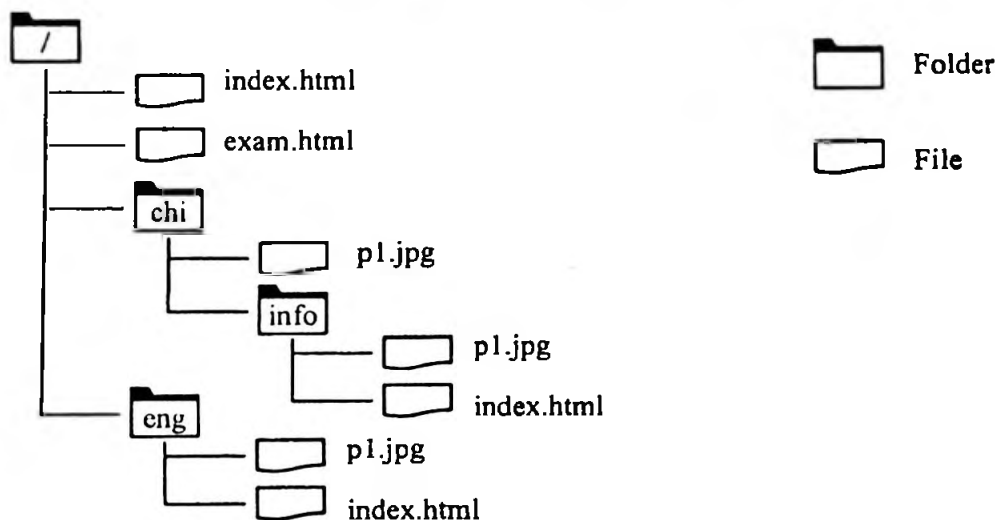 /
Folder
index.html
exam.html
File
chi
p1.jpg
info
p1.jpg
index.html
eng
p1.jpg
index.html